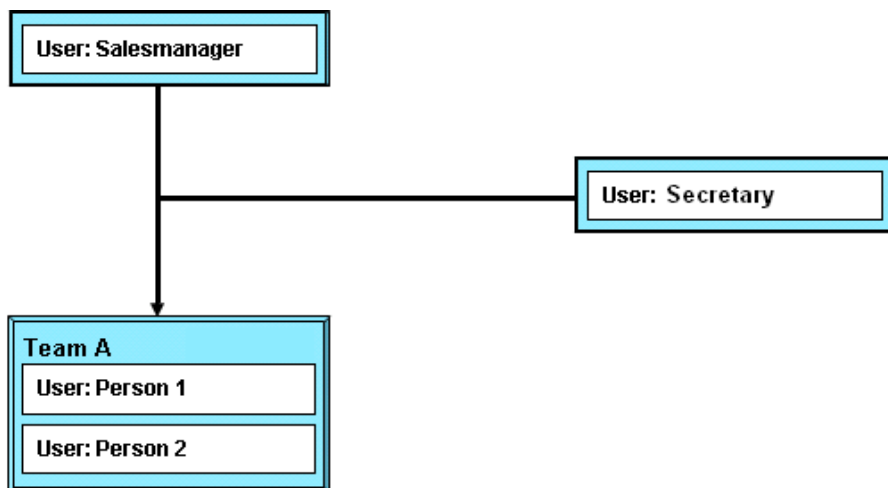 User: Salesmanager
User: Secretary
Team A
User: Person 1
User: Person 2